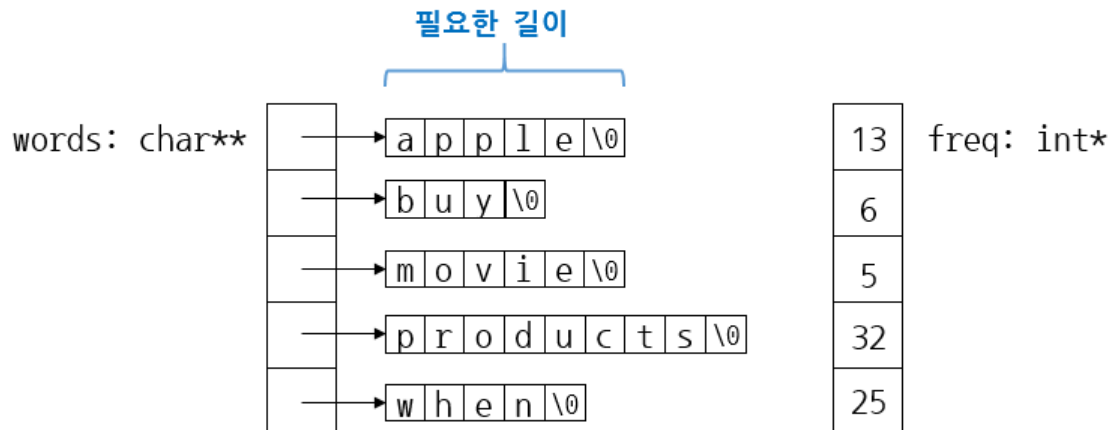 필요한 길이
words: char** a p p l e \0 13 freq: int*
b u y \0 6
m o v i e \0 5
p r o d u c t s \0 32
w h e n \0 25